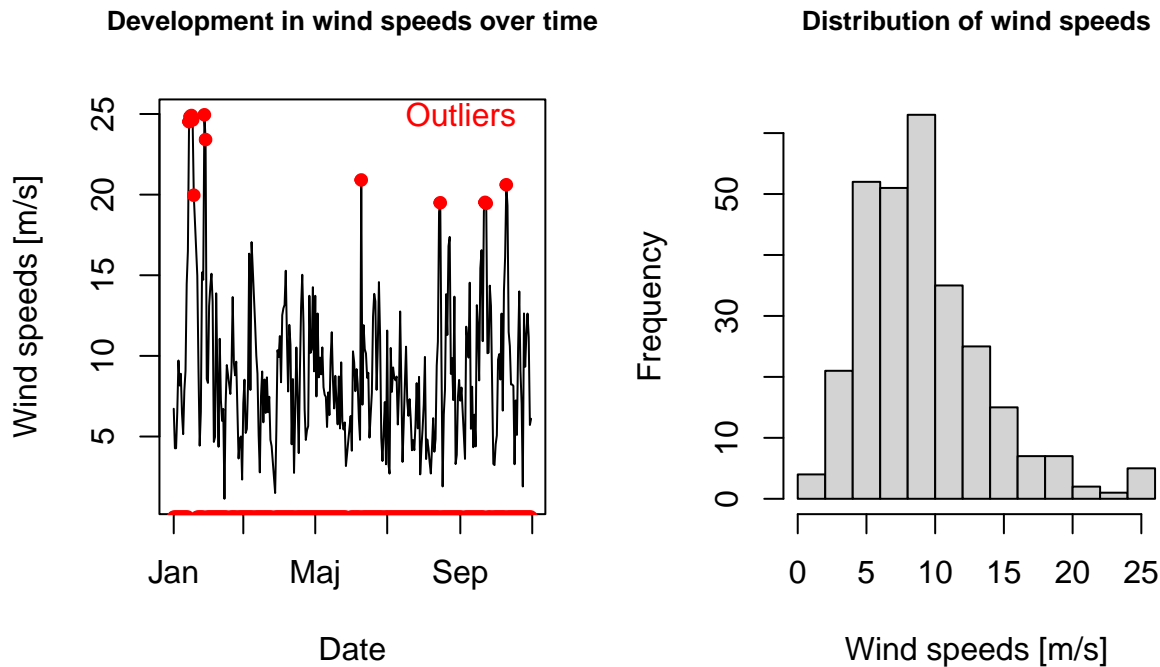 Development in wind speeds over time
Outliers
Wind speeds [m/s]
5
10
15
20
25
Jan
Maj
Sep
Date
Distribution of wind speeds
Frequency
0
10
30
50
0
5
10
15
20
25
Wind speeds [m/s]